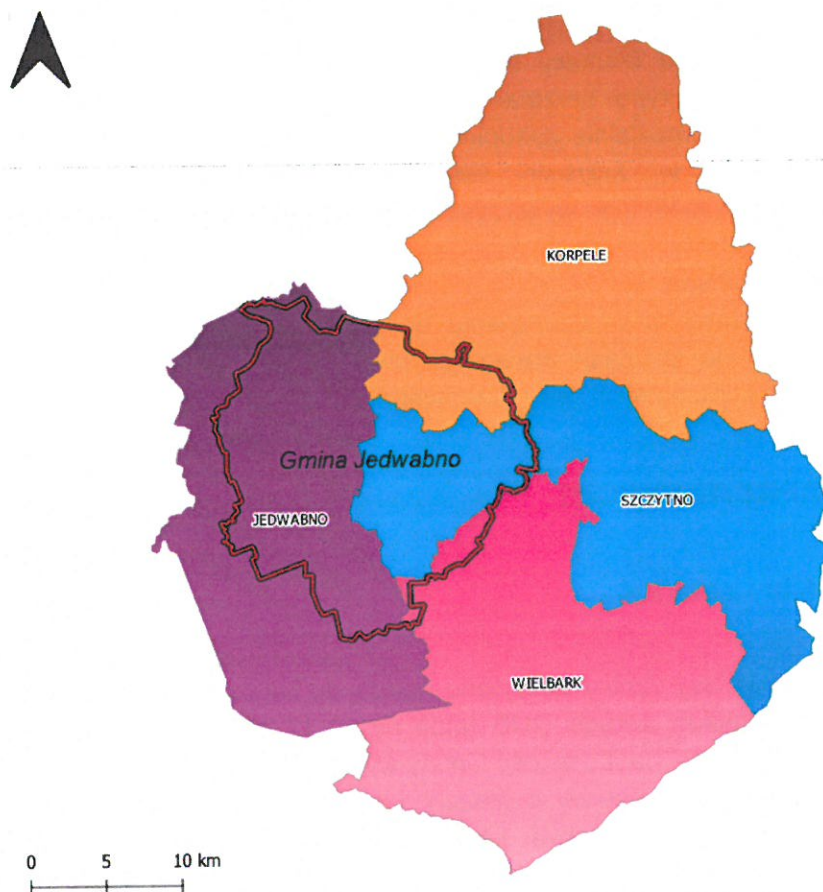 KORPELE
Gmina Jedwabno
SZCZYTNO
JEDWABNO
WIELBARK
0 5 10 km